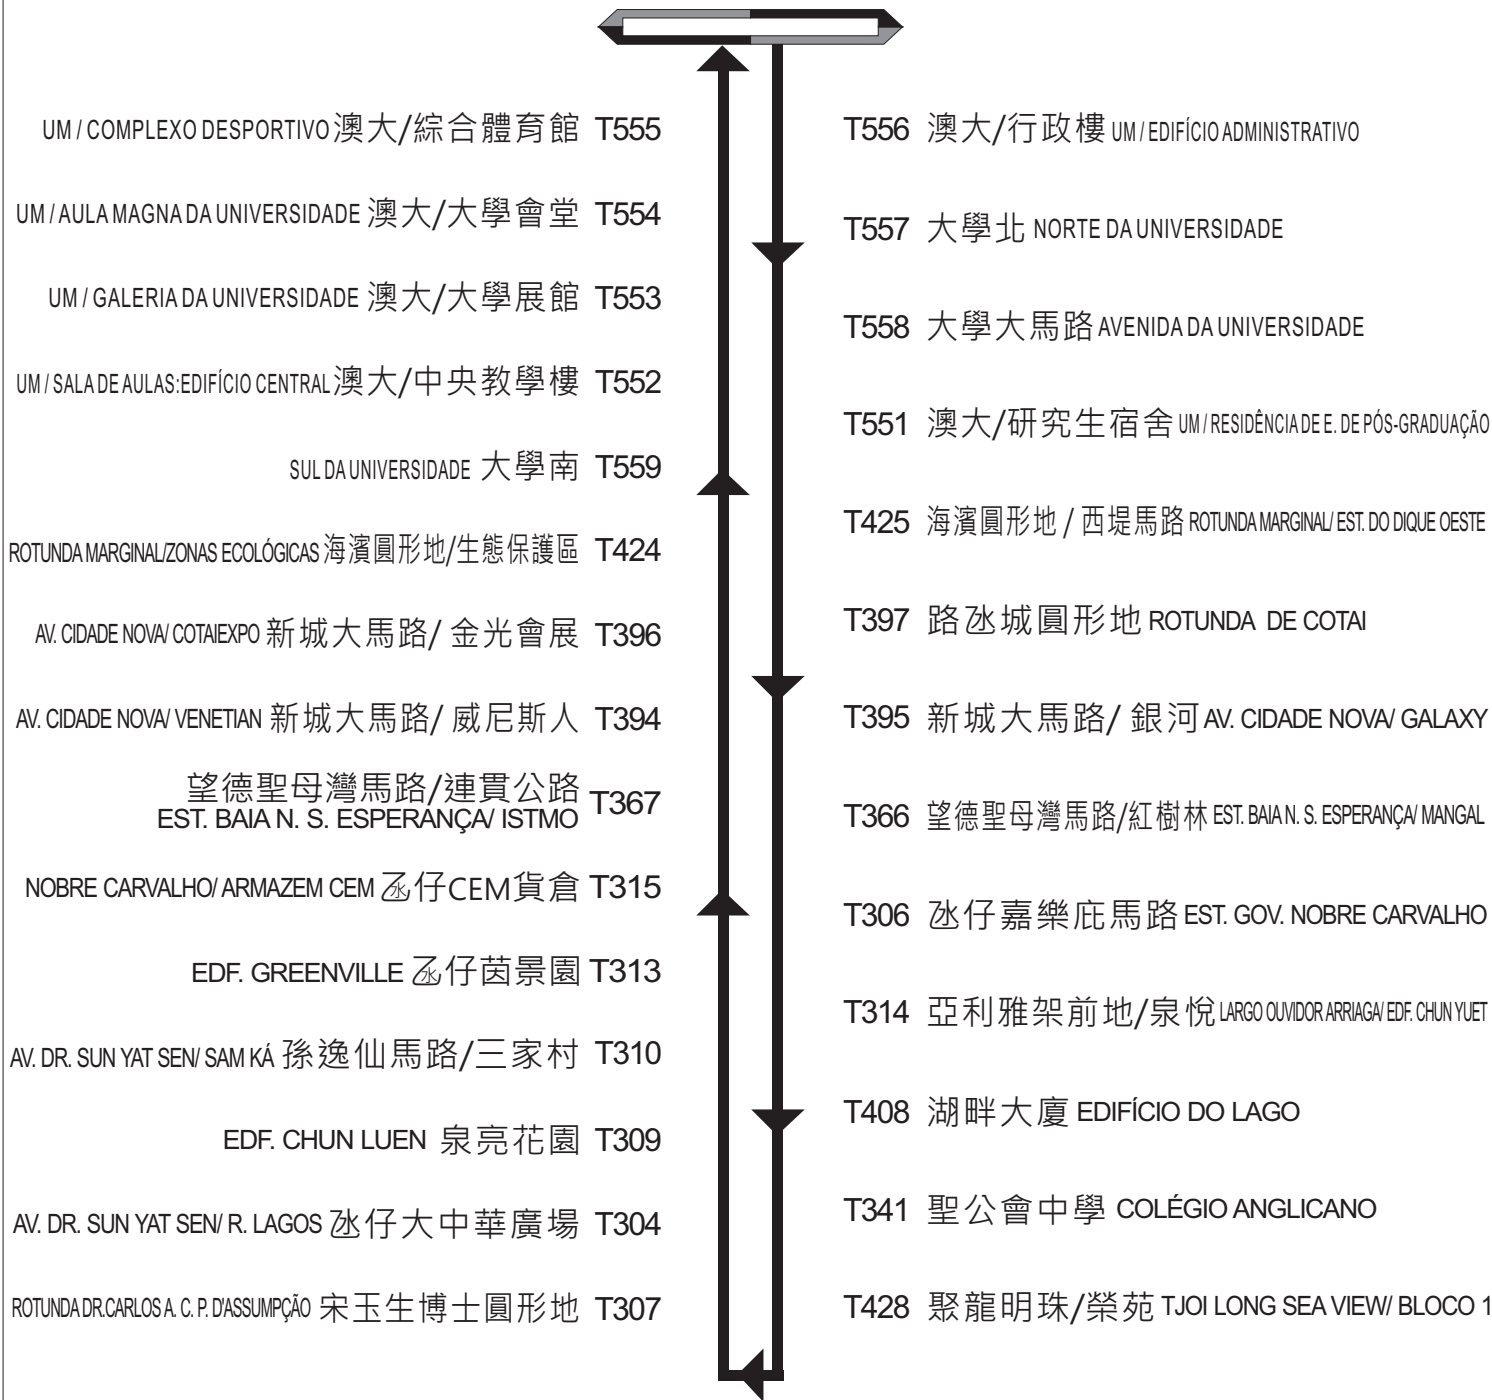 UM / COMPLEXO DESPORTIVO 澳大/綜合體育館 T555
UM / AULA MAGNA DA UNIVERSIDADE 澳大/大學會堂 T554
UM / GALERIA DA UNIVERSIDADE 澳大/大學展館 T553
UM / SALA DE AULAS:EDIFÍCIO CENTRAL 澳大/中央教學樓 T552
SUL DA UNIVERSIDADE 大學南 T559
ROTUNDA MARGINAL/ZONAS ECOLÓGICAS 海濱圓形地/生態保護區 T424
AV. CIDADE NOVA/ COTAIEXPO 新城大馬路/ 金光會展 T396
AV. CIDADE NOVA/ VENETIAN 新城大馬路/ 威尼斯人 T394
望德聖母灣馬路/連貫公路 T367
EST. BAIA N. S. ESPERANÇA/ ISTMO
NOBRE CARVALHO/ ARMAZEM CEM 氹仔CEM貨倉 T315
EDF. GREENVILLE 氹仔茵景園 T313
AV. DR. SUN YAT SEN/ SAM KÁ 孫逸仙馬路/三家村 T310
EDF. CHUN LUEN 泉亮花園 T309
AV. DR. SUN YAT SEN/ R. LAGOS 氹仔大中華廣場 T304
ROTUNDA DR.CARLOS A. C. P. D'ASSUMPÇÃO 宋玉生博士圓形地 T307
T556 澳大/行政樓 UM / EDIFÍCIO ADMINISTRATIVO
T557 大學北 NORTE DA UNIVERSIDADE
T558 大學大馬路 AVENIDA DA UNIVERSIDADE
T551 澳大/研究生宿舍 UM / RESIDÊNCIA DE E. DE PÓS-GRADUAÇÃO
T425 海濱圓形地 / 西堤馬路 ROTUNDA MARGINAL/ EST. DO DIQUE OESTE
T397 路氹城圓形地 ROTUNDA DE COTAI
T395 新城大馬路/ 銀河 AV. CIDADE NOVA/ GALAXY
T366 望德聖母灣馬路/紅樹林 EST. BAIA N. S. ESPERANÇA/ MANGAL
T306 氹仔嘉樂庇馬路 EST. GOV. NOBRE CARVALHO
T314 亞利雅架前地/泉悅 LARGO OUVIDOR ARRIAGA/ EDF. CHUN YUET
T408 湖畔大廈 EDIFÍCIO DO LAGO
T341 聖公會中學 COLÉGIO ANGLICANO
T428 聚龍明珠/榮苑 TJOI LONG SEA VIEW/ BLOCO 1